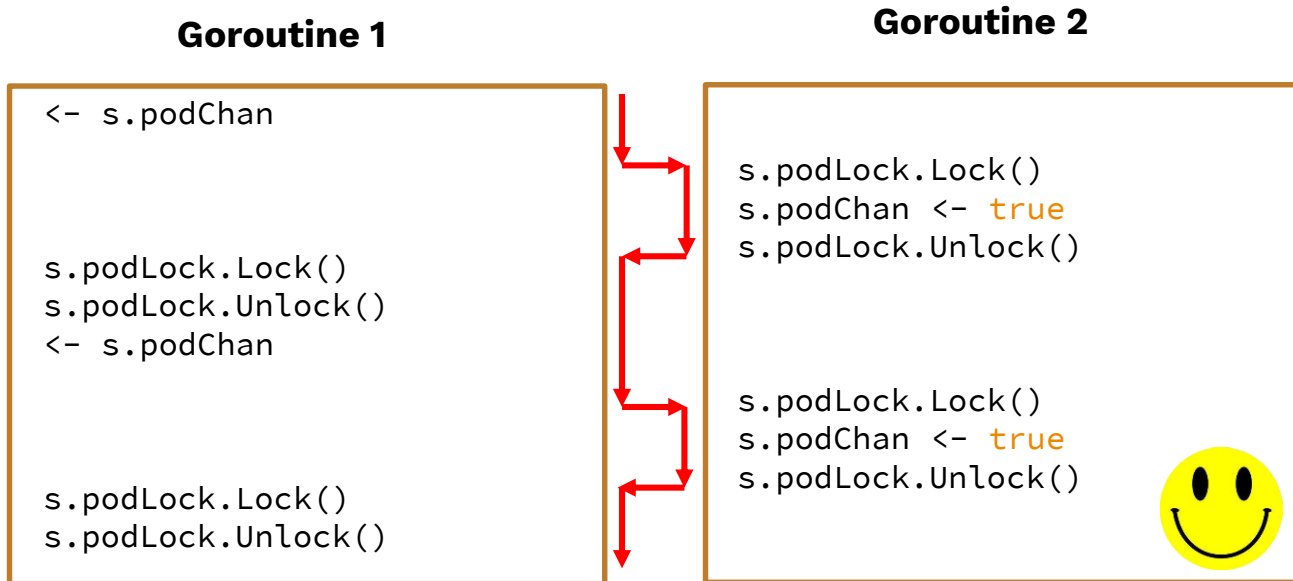 Goroutine 1
<- s.podChan
s.podLock.Lock()
s.podLock.Unlock()
<- s.podChan
s.podLock.Lock()
s.podLock.Unlock()
Goroutine 2
s.podLock.Lock()
s.podChan <- true
s.podLock.Unlock()
s.podLock.Lock()
s.podChan <- true
s.podLock.Unlock()